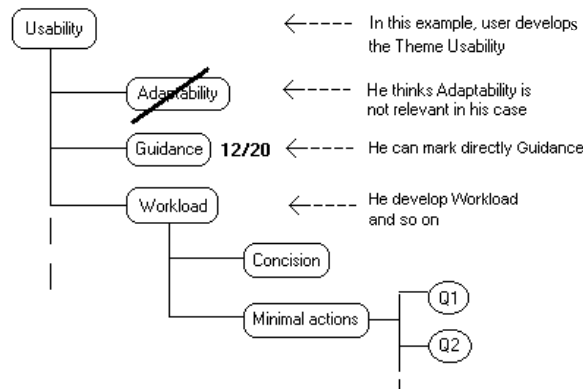 Usability
In this example, user develops
the Theme Usability
Adaptability
He thinks Adaptability is
not relevant in his case
Guidance 12/20
He can mark directly Guidance
Workload
He develop Workload
and so on
Concision
Minimal actions
Q1
Q2